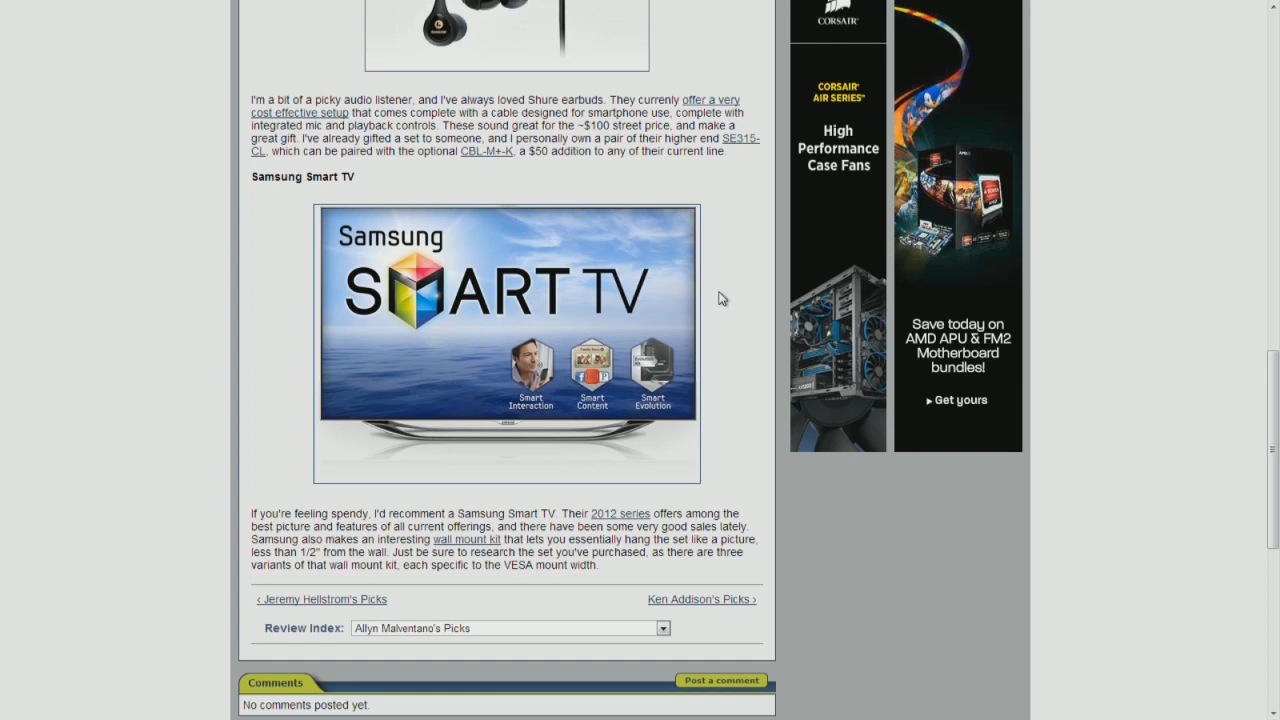 I'm a bit of a picky audio listener, and I've always loved Shure earbuds. They currenly offer a very
cost effective setup that comes complete with a cable designed for smartphone use, complete with
integrated mic and playback controls. These sound great for the ~$100 street price, and make a
great gift. I've already gifted a set to someone, and I personally own a pair of their higher end SE315-
CL, which can be paired with the optional CBL-M+-K, a $50 addition to any of their current line.
Samsung Smart TV
Samsung
SMART TV
Smart
Interaction
Smart
Content
Smart
Evolution
If you're feeling spendy, I'd recomment a Samsung Smart TV. Their 2012 series offers among the
best picture and features of all current offerings, and there have been some very good sales lately.
Samsung also makes an interesting wall mount kit that lets you essentially hang the set like a picture,
less than 1/2" from the wall. Just be sure to research the set you've purchased, as there are three
variants of that wall mount kit, each specific to the VESA mount width.
‹ Jeremy Hellstrom's Picks
Ken Addison's Picks ›
Review Index: Allyn Malventano's Picks
Comments
Post a comment
No comments posted yet.
CORSAIR
CORSAIR
AIR SERIES™
High
Performance
Case Fans
AMD
Save today on
AMD APU & FM2
Motherboard
bundles!
Get yours